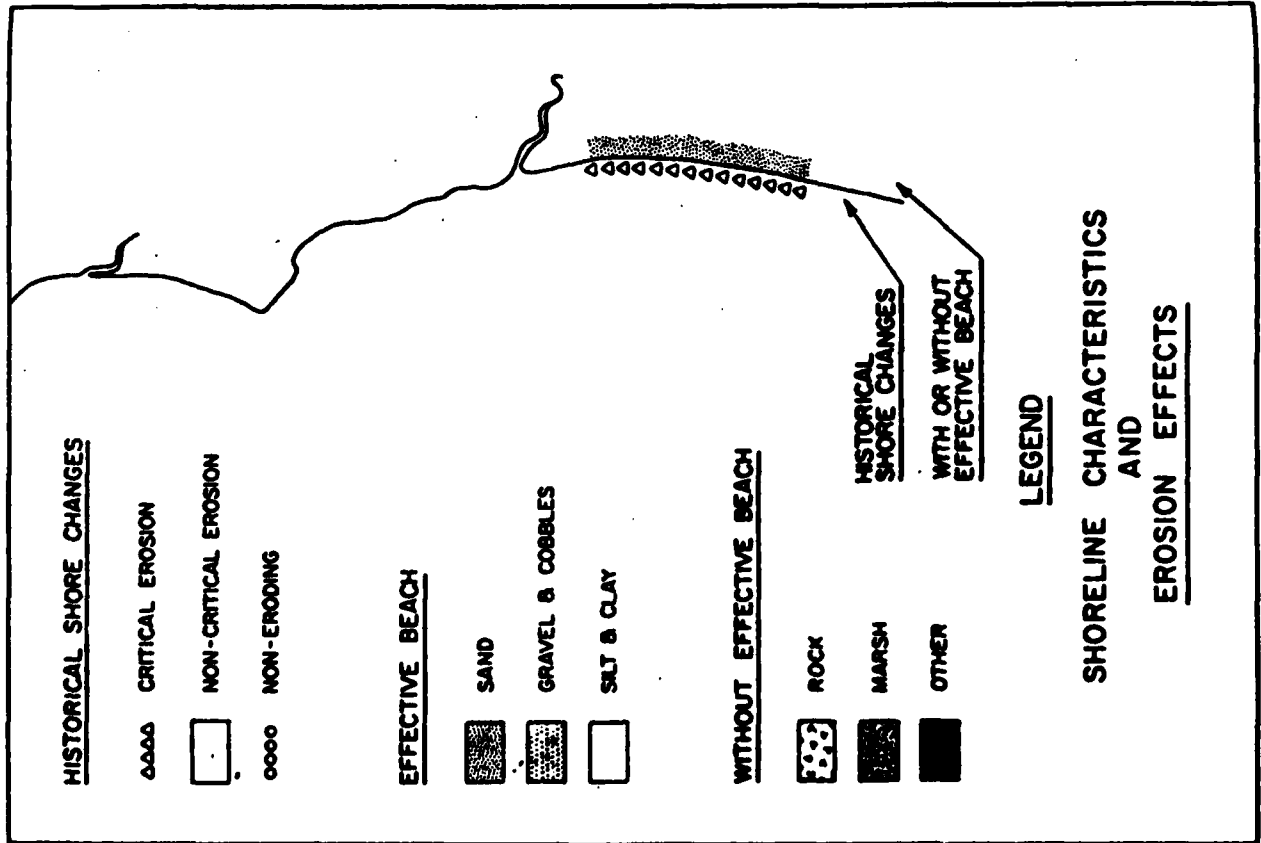 HISTORICAL SHORE CHANGES
CRITICAL EROSION
NON-CRITICAL EROSION
NON-ERODING
EFFECTIVE BEACH
SAND
GRAVEL & COBBLES
SILT & CLAY
WITHOUT EFFECTIVE BEACH
ROCK
MARSH
OTHER
HISTORICAL
SHORE CHANGES
WITH OR WITHOUT
EFFECTIVE BEACH
LEGEND
SHORELINE CHARACTERISTICS
AND
EROSION EFFECTS